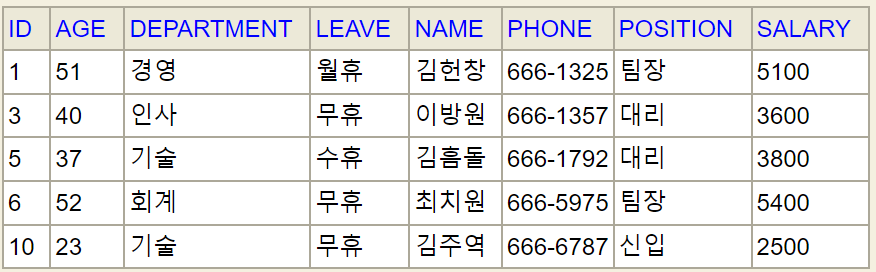 ID AGE DEPARTMENT LEAVE NAME PHONE POSITION SALARY
1 51 경영 월휴 김헌창 666-1325 팀장 5100
3 40 인사 무휴 이방원 666-1357 대리 3600
5 37 기술 수휴 김흠돌 666-1792 대리 3800
6 52 회계 무휴 최치원 666-5975 팀장 5400
10 23 기술 무휴 김주역 666-6787 신입 2500